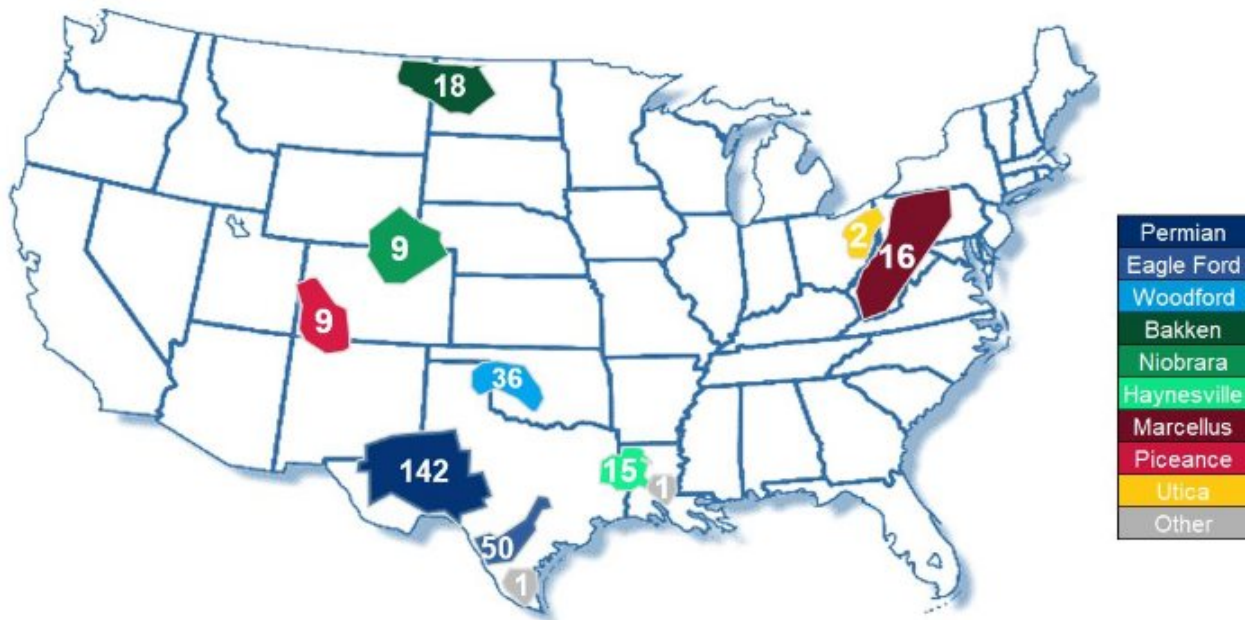 18
9
9
36
142
15
1
50
1
2
16
Permian
Eagle Ford
Woodford
Bakken
Niobrara
Haynesville
Marcellus
Piceance
Utica
Other